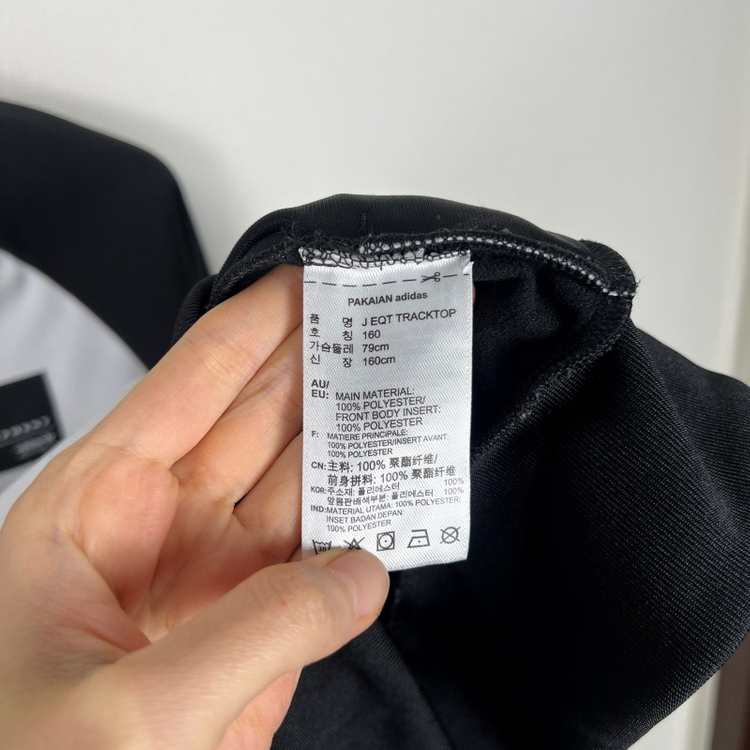 PAKAIAN adidas
품 명 J EQT TRACKTOP
호 칭 160
가슴둘레 79cm
신 장 160cm
AU/
EU: MAIN MATERIAL:
100% POLYESTER/
FRONT BODY INSERT:
100% POLYESTER
F: MATIERE PRINCIPALE:
100% POLYESTER/INSERT AVANT:
100% POLYESTER
CN: 主料: 100% 聚酯纤维/
前身拼料: 100% 聚酯纤维
KOR: 주소재: 폴리에스터 100%
앞몸판배색부분: 폴리에스터 100%
IND: MATERIAL UTAMA: 100% POLYESTER/
INSET BADAN DEPAN:
100% POLYESTER
30